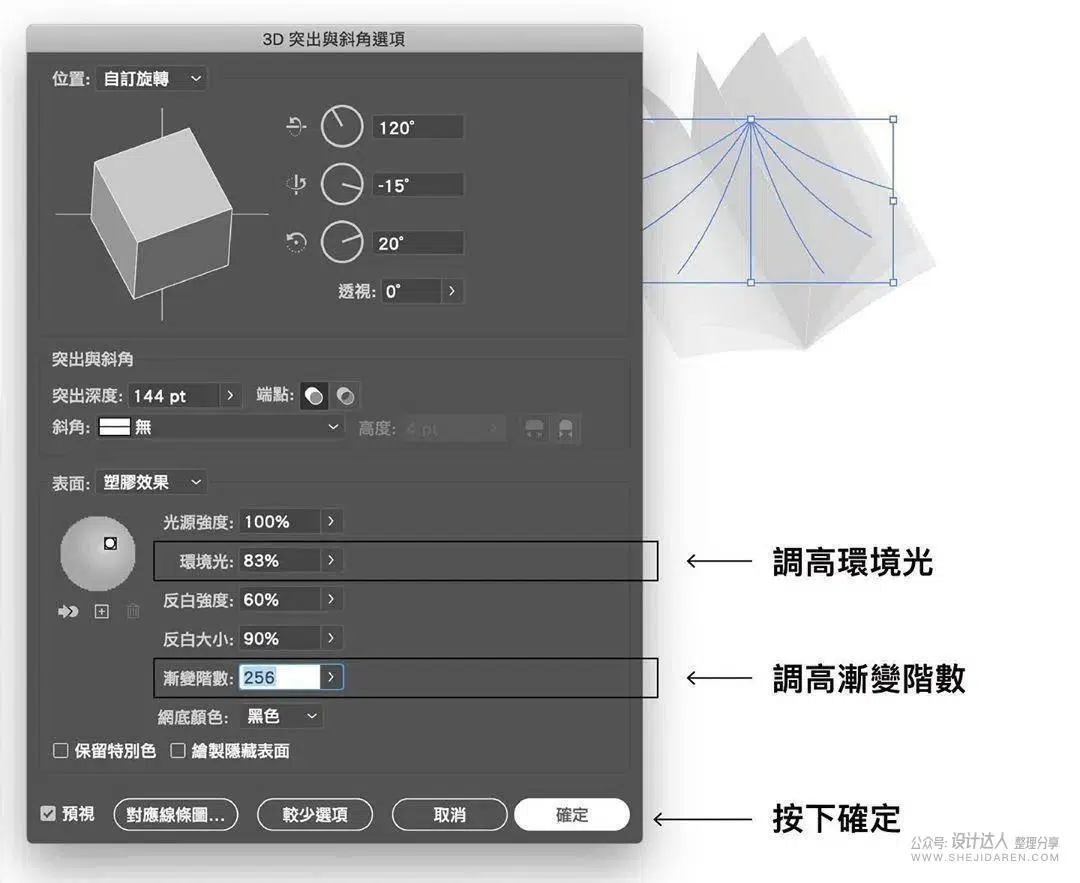 3D 突出與斜角選項
位置: 自訂旋轉
120°
-15°
20°
透視: 0°
突出與斜角
突出深度: 144 pt 端點:
斜角: 無 高度: 4 pt
表面: 塑膠效果
光源強度: 100%
環境光: 83%
調高環境光
反白強度: 60%
反白大小: 90%
漸變階數: 256
調高漸變階數
網底顏色: 黑色
保留特別色 繪製隱藏表面
預視 對應線條圖... 較少選項 取消 確定
按下確定
公众号: 设计达人 整理分享
WWW.SHEJIDAREN.COM